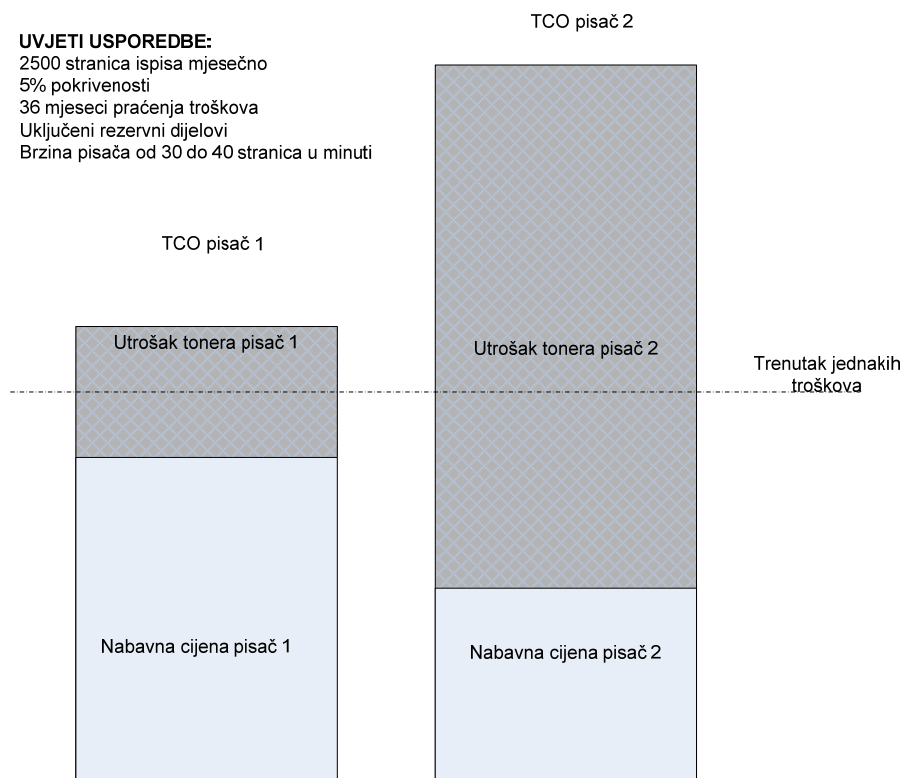 TCO pisač 2
UVJETI USPOREDBE:
2500 stranica ispisa mjesečno
5% pokrivenosti
36 mjeseci praćenja troškova
Uključeni rezervni dijelovi
Brzina pisača od 30 do 40 stranica u minuti
TCO pisač 1
Utrošak tonera pisač 1
Utrošak tonera pisač 2
Trenutak jednakih
troškova
Nabavna cijena pisač 1
Nabavna cijena pisač 2